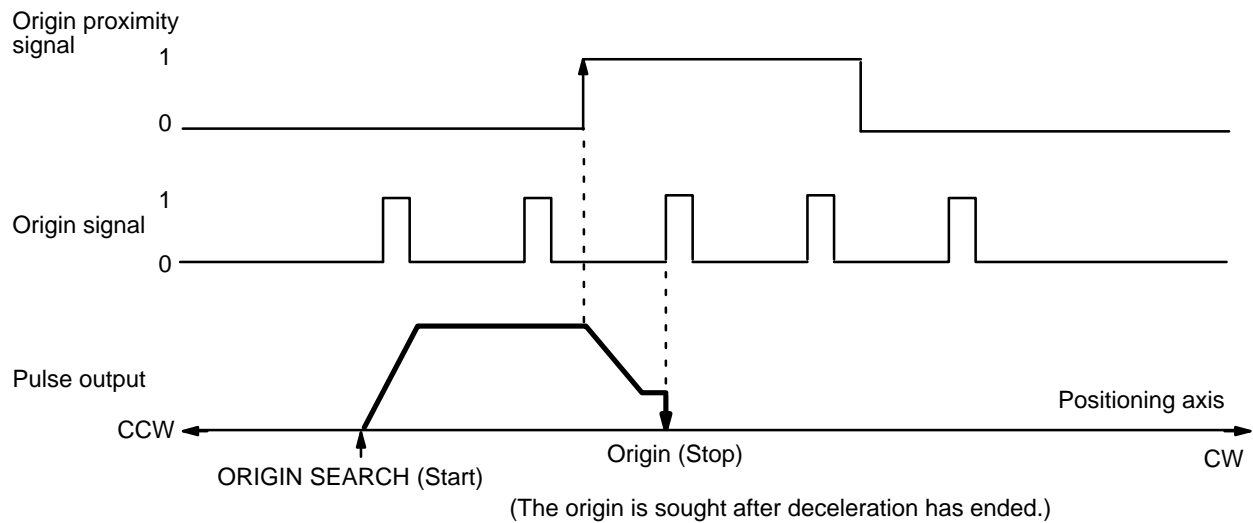 Origin proximity
signal
1
0
1
Origin signal
0
Pulse output
Positioning axis
CCW
Origin (Stop)
CW
ORIGIN SEARCH (Start)
(The origin is sought after deceleration has ended.)